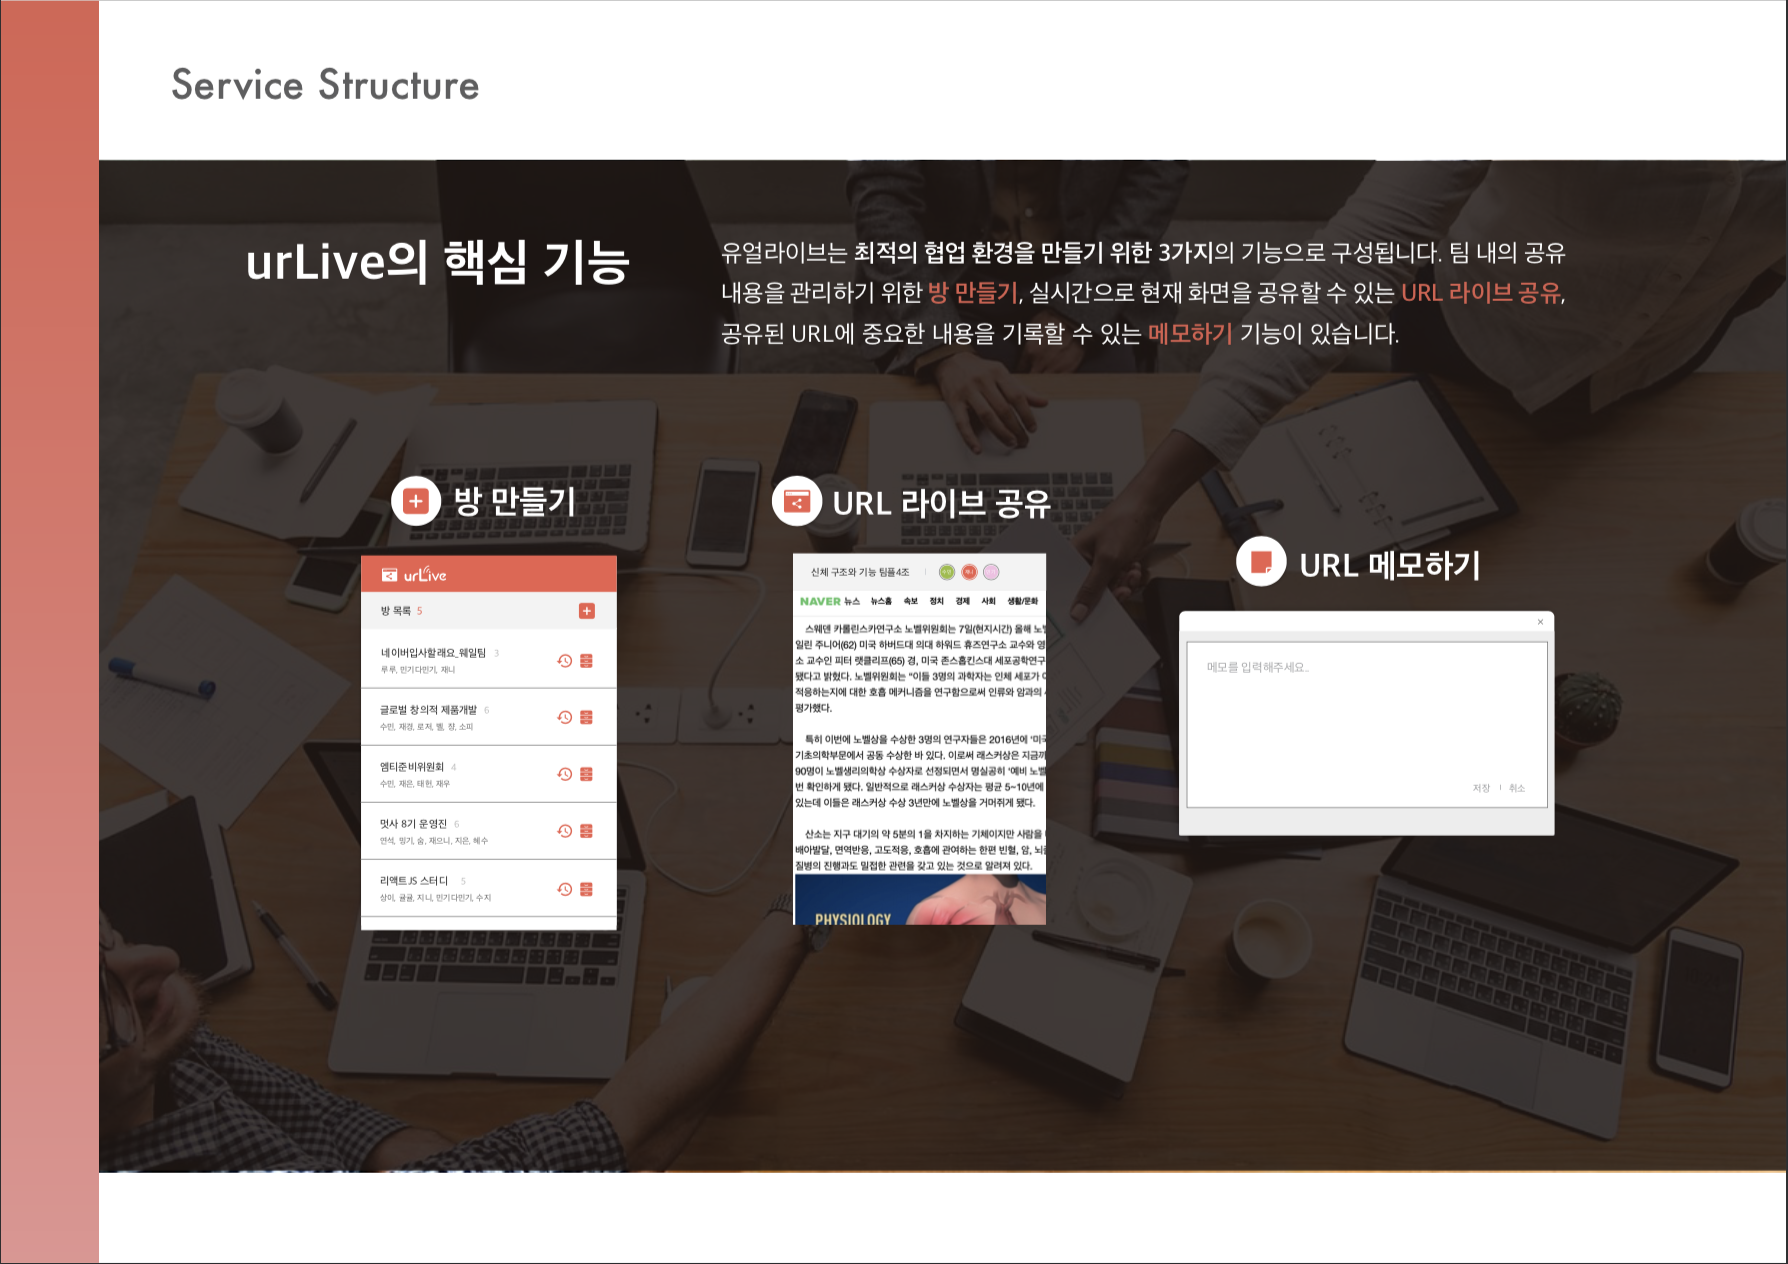 Service Structure
urLive의 핵심 기능
유얼라이브는 최적의 협업 환경을 만들기 위한 3가지의 기능으로 구성됩니다. 팀 내의 공유
내용을 관리하기 위한 방 만들기, 실시간으로 현재 화면을 공유할 수 있는 URL 라이브 공유,
공유된 URL에 중요한 내용을 기록할 수 있는 메모하기 기능이 있습니다.
방 만들기
urLive
방 목록 5
네이버입사할래요_웨일팀 3
루루, 민기다민기, 재니
글로벌 창의적 제품개발 6
수민, 재경, 로저, 쨀, 장, 소피
엠티준비위원회 4
수민, 재은, 태현, 재우
멋사 8기 운영진 6
연석, 밍기, 숨, 재으니, 지은, 혜수
리액트JS 스터디 5
상이, 귤귤, 지니, 민기다민기, 수지
URL 라이브 공유
신체 구조와 기능 팀플4조
NAVER 뉴스 뉴스홈 속보 정치 경제 사회 생활/문화
스웨덴 카롤린스카연구소 노벨위원회는 7일(현지시간) 올해 노벨
일린 주니어(62) 미국 하버드대 의대 하워드 휴즈연구소 교수와 영
소 교수인 피터 랫클리프(65) 경, 미국 존스홉킨스대 세포공학연구
됐다고 밝혔다. 노벨위원회는 "이들 3명의 과학자는 인체 세포가
적응하는지에 대한 호흡 메커니즘을 연구함으로써 인류와 암과의
평가했다.
특히 이번에 노벨상을 수상한 3명의 연구자들은 2016년에 '미국
기초의학부문에서 공동 수상한 바 있다. 이로써 래스커상은 지금까
90명이 노벨생리의학상 수상자로 선정되면서 명실공히 '예비 노벨
번 확인하게 됐다. 일반적으로 래스커상 수상자는 평균 5~10년에
있는데 이들은 래스커상 수상 3년만에 노벨상을 거머쥐게 됐다.
산소는 지구 대기의 약 5분의 1을 차지하는 기체이지만 사람을
배아발달, 면역반응, 고도적응, 호흡에 관여하는 한편 빈혈, 암, 뇌
질병의 진행과도 밀접한 관련을 갖고 있는 것으로 알려져 있다.
PHYSIOLOGY
URL 메모하기
메모를 입력해주세요..
저장 | 취소